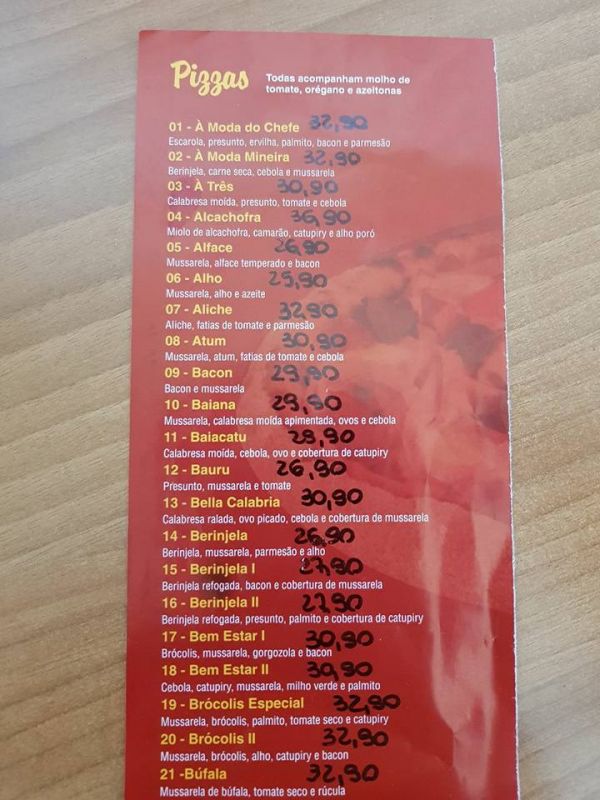 Pizzas
Todas acompanham molho de
tomate, orégano e azeitonas
01 - À Moda do Chefe 32,90
Escarola, presunto, ervilha, palmito, bacon e parmesão
02 - À Moda Mineira 32,90
Berinjela, carne seca, cebola e mussarela
03 - À Três 30,90
Calabresa moída, presunto, tomate e cebola
04 - Alcachofra 36,90
Miolo de alcachofra, camarão, catupiry e alho poró
05 - Alface 26,90
Mussarela, alface temperado e bacon
06 - Alho 25,90
Mussarela, alho e azeite
07 - Aliche 32,90
Aliche, fatias de tomate e parmesão
08 - Atum 30,90
Mussarela, atum, fatias de tomate e cebola
09 - Bacon 29,90
Bacon e mussarela
10 - Baiana 29,90
Mussarela, calabresa moída apimentada, ovos e cebola
11 - Baiacatu 28,90
Calabresa moída, cebola, ovo e cobertura de catupiry
12 - Bauru 26,90
Presunto, mussarela e tomate
13 - Bella Calabria 30,90
Calabresa ralada, ovo picado, cebola e cobertura de mussarela
14 - Berinjela 26,90
Berinjela, mussarela, parmesão e alho
15 - Berinjela I 27,90
Berinjela refogada, bacon e cobertura de mussarela
16 - Berinjela II 27,90
Berinjela refogada, presunto, palmito e cobertura de catupiry
17 - Bem Estar I 30,90
Brócolis, mussarela, gorgozola e bacon
18 - Bem Estar II 30,90
Cebola, catupiry, mussarela, milho verde e palmito
19 - Brócolis Especial 32,90
Mussarela, brócolis, palmito, tomate seco e catupiry
20 - Brócolis II 32,90
Mussarela, brócolis, alho, catupiry e bacon
21 -Búfala 32,90
Mussarela de búfala, tomate seco e rúcula